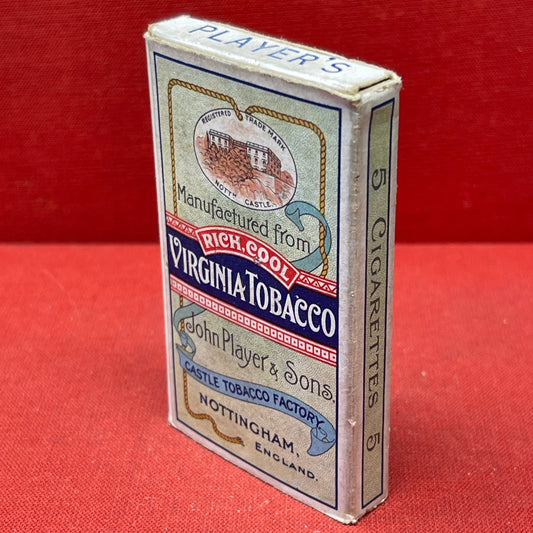 PLAYER'S
REGISTERED TRADE MARK
NOTTM CASTLE.
Manufactured from
RICH, COOL
VIRGINIA TOBACCO
John Player & Sons.
CASTLE TOBACCO FACTORY
NOTTINGHAM,
ENGLAND.
5 CIGARETTES 5